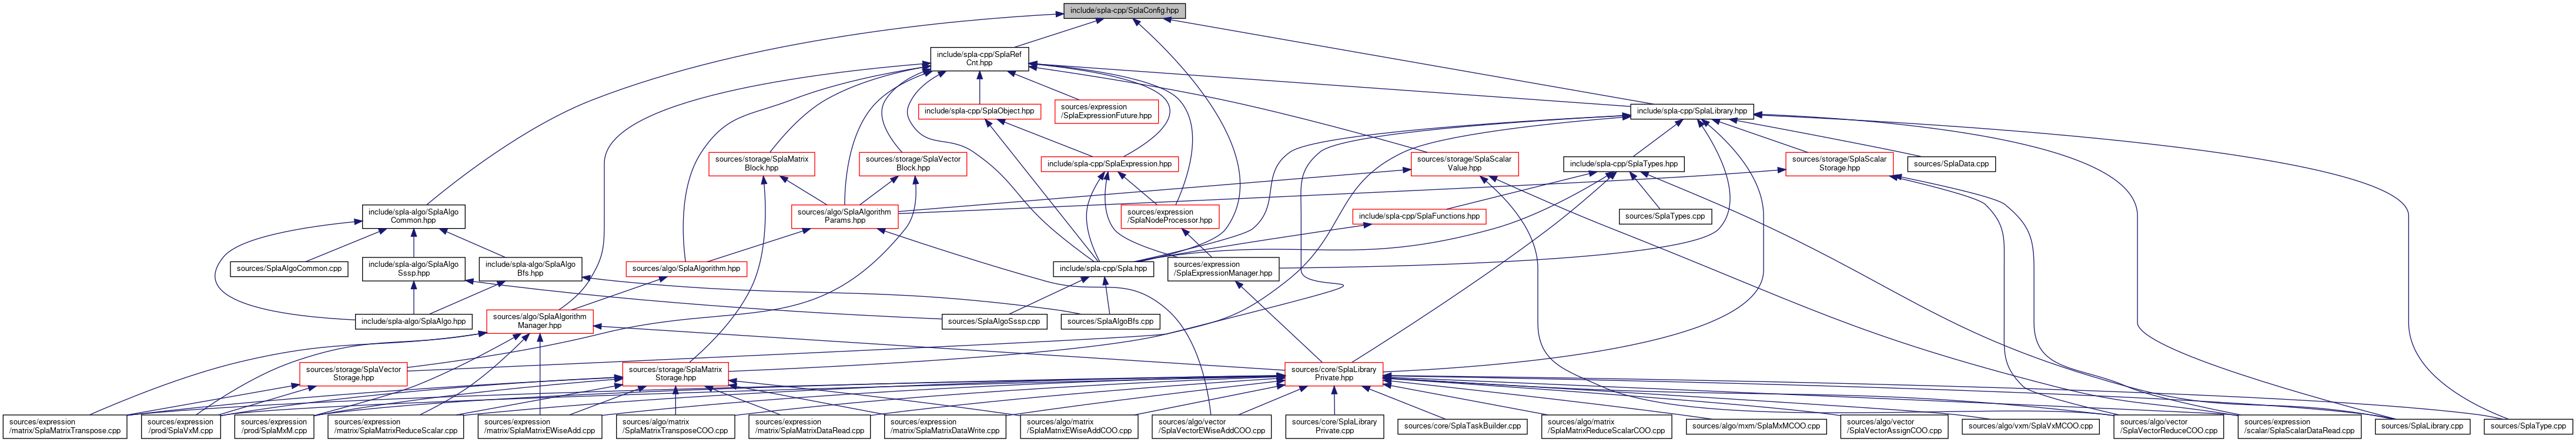 include/spla-cpp/SplaConfig.hpp
include/spla-cpp/SplaRef
Cnt.hpp
include/spla-cpp/SplaObject.hpp
sources/expression
/SplaExpressionFuture.hpp
include/spla-cpp/SplaLibrary.hpp
sources/storage/SplaMatrix
Block.hpp
sources/storage/SplaVector
Block.hpp
include/spla-cpp/SplaExpression.hpp
sources/storage/SplaScalar
Value.hpp
include/spla-cpp/SplaTypes.hpp
sources/storage/SplaScalar
Storage.hpp
sources/SplaData.cpp
include/spla-algo/SplaAlgo
Common.hpp
sources/algo/SplaAlgorithm
Params.hpp
sources/expression
/SplaNodeProcessor.hpp
include/spla-cpp/SplaFunctions.hpp
sources/SplaTypes.cpp
sources/SplaAlgoCommon.cpp
include/spla-algo/SplaAlgo
Sssp.hpp
include/spla-algo/SplaAlgo
Bfs.hpp
sources/algo/SplaAlgorithm.hpp
include/spla-cpp/Spla.hpp
sources/expression
/SplaExpressionManager.hpp
include/spla-algo/SplaAlgo.hpp
sources/algo/SplaAlgorithm
Manager.hpp
sources/SplaAlgoSssp.cpp
sources/SplaAlgoBfs.cpp
sources/storage/SplaVector
Storage.hpp
sources/storage/SplaMatrix
Storage.hpp
sources/core/SplaLibrary
Private.hpp
sources/expression
/matrix/SplaMatrixTranspose.cpp
sources/expression
/prod/SplaVxM.cpp
sources/expression
/prod/SplaMxM.cpp
sources/expression
/matrix/SplaMatrixReduceScalar.cpp
sources/expression
/matrix/SplaMatrixEWiseAdd.cpp
sources/algo/matrix
/SplaMatrixTransposeCOO.cpp
sources/expression
/matrix/SplaMatrixDataRead.cpp
sources/expression
/matrix/SplaMatrixDataWrite.cpp
sources/algo/matrix
/SplaMatrixEWiseAddCOO.cpp
sources/algo/vector
/SplaVectorEWiseAddCOO.cpp
sources/core/SplaLibrary
Private.cpp
sources/core/SplaTaskBuilder.cpp
sources/algo/matrix
/SplaMatrixReduceScalarCOO.cpp
sources/algo/mxm/SplaMxMCOO.cpp
sources/algo/vector
/SplaVectorAssignCOO.cpp
sources/algo/vxm/SplaVxMCOO.cpp
sources/algo/vector
/SplaVectorReduceCOO.cpp
sources/expression
/scalar/SplaScalarDataRead.cpp
sources/SplaLibrary.cpp
sources/SplaType.cpp